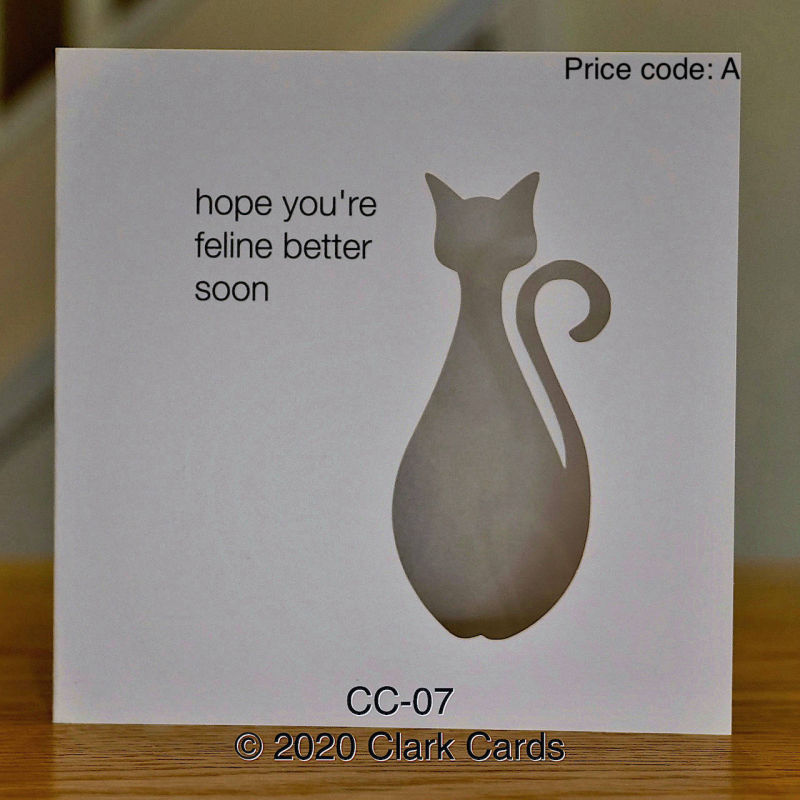 Price code: A
hope you're
feline better
soon
CC-07
© 2020 Clark Cards